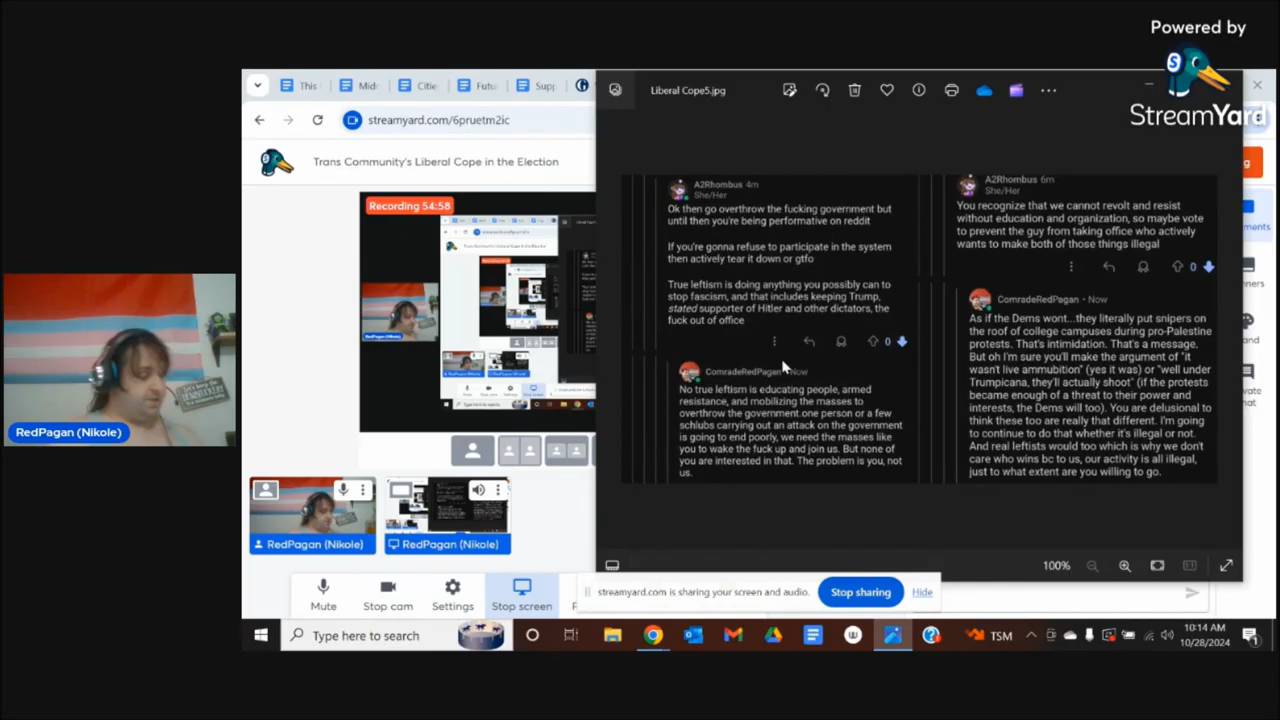 Powered by
StreamYard
This
Mid
Citie
Futu
Supp
Liberal Cope5.jpg
streamyard.com/6pruetm2ic
Trans Community's Liberal Cope in the Election
Recording 54:58
A2Rhombus 4m
She/Her
Ok then go overthrow the fucking government but
until then you're being performative on reddit
If you're gonna refuse to participate in the system
then actively tear it down or gtfo
True leftism is doing anything you possibly can to
stop fascism, and that includes keeping Trump,
stated supporter of Hitler and other dictators, the
fuck out of office
0
ComradeRedPagan Now
No true leftism is educating people, armed
resistance, and mobilizing the masses to
overthrow the government.one person or a few
schlubs carrying out an attack on the government
is going to end poorly, we need the masses like
you to wake the fuck up and join us. But none of
you are interested in that. The problem is you, not
us.
A2Rhombus 6m
She/Her
You recognize that we cannot revolt and resist
without education and organization, so maybe vote
to prevent the guy from taking office who actively
wants to make both of those things illegal
0
ComradeRedPagan • Now
As if the Dems wont...they literally put snipers on
the roof of college campuses during pro-Palestine
protests. That's intimidation. That's a message.
But oh I'm sure you'll make the argument of "it
wasn't live ammunbition" (yes it was) or "well under
Trumpicana, they'll actually shoot" (if the protests
became enough of a threat to their power and
interests, the Dems will too). You are delusional to
think these too are really that different. I'm going
to continue to do that whether it's illegal or not.
And real leftists would too which is why we don't
care who wins bc to us, our activity is all illegal,
just to what extent are you willing to go.
RedPagan (Nikole)
RedPagan (Nikole)
RedPagan (Nikole)
Mute
Stop cam
Settings
Stop screen
100%
streamyard.com is sharing your screen and audio.
Stop sharing
Hide
Type here to search
TSM
10:14 AM
10/28/2024